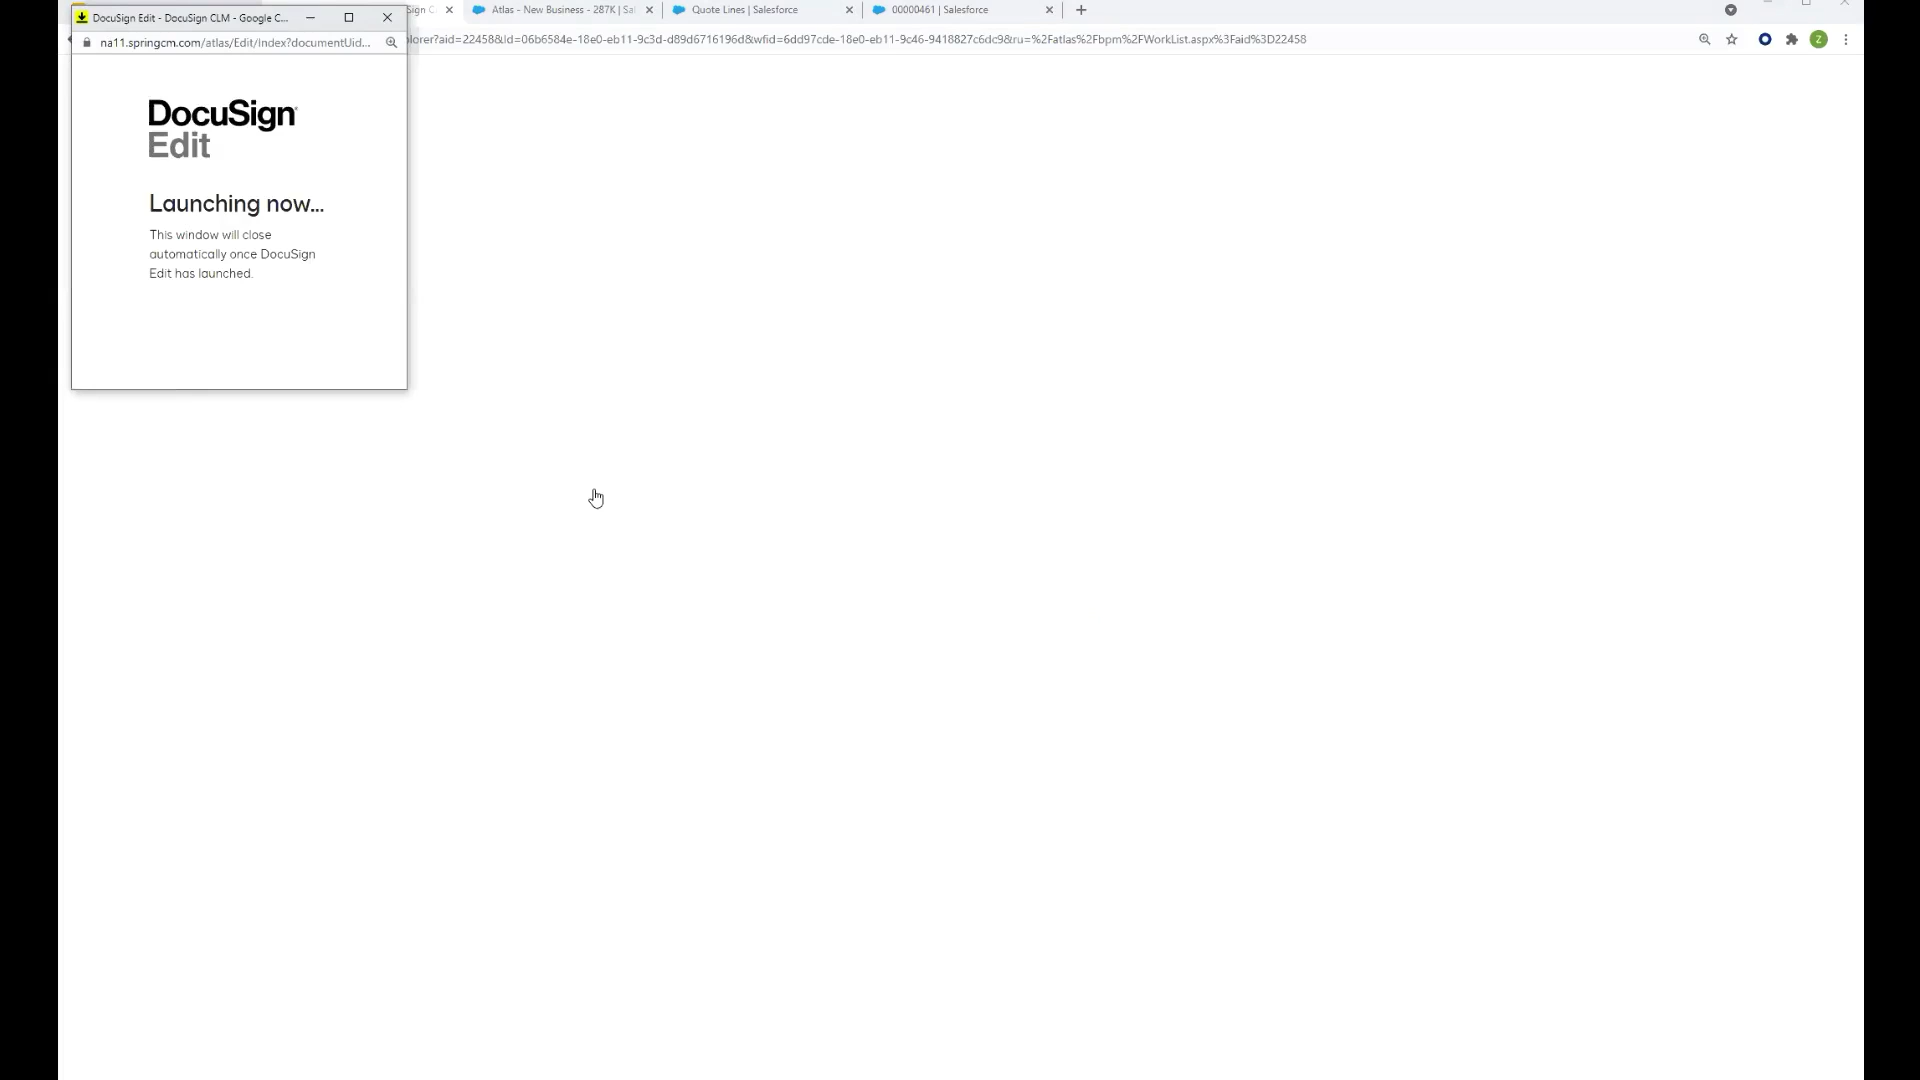 DocuSign Edit - DocuSign CLM - Google C...
Sign C
Atlas - New Business - 287K | Sal
Quote Lines | Salesforce
00000461 | Salesforce
na11.springcm.com/atlas/Edit/Index?documentUid...
lorer?aid=22458&Id=06b6584e-18e0-eb11-9c3d-d89d6716196d&wfid=6dd97cde-18e0-eb11-9c46-9418827c6dc9&ru=%2Fatlas%2Fbpm%2FWorkList.aspx%3Faid%3D22458
Z
DocuSign
Edit
Launching now...
This window will close
automatically once DocuSign
Edit has launched.